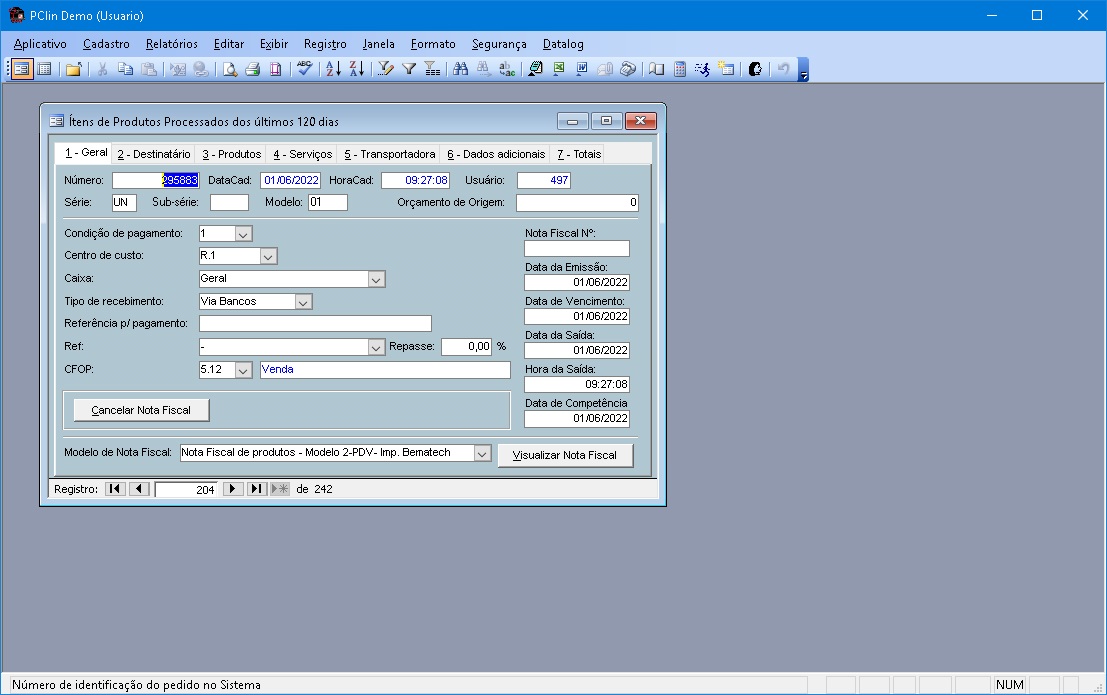 PClin Demo (Usuario)
Aplicativo Cadastro Relatórios Editar Exibir Registro Janela Formato Segurança Datalog
Ítens de Produtos Processados dos últimos 120 dias
1 - Geral 2 - Destinatário 3 - Produtos 4 - Serviços 5 - Transportadora 6 - Dados adicionais 7 - Totais
Número: 295883 DataCad: 01/06/2022 HoraCad: 09:27:08 Usuário: 497
Série: UN Sub-série: Modelo: 01 Orçamento de Origem: 0
Condição de pagamento: 1 Nota Fiscal Nº:
Centro de custo: R.1
Data da Emissão:
Caixa: Geral 01/06/2022
Tipo de recebimento: Via Bancos Data de Vencimento:
01/06/2022
Referência p/ pagamento:
Data da Saída:
Ref: - Repasse: 0,00 % 01/06/2022
CFOP: 5.12 Venda Hora da Saída:
09:27:08
Data de Competência
Cancelar Nota Fiscal 01/06/2022
Modelo de Nota Fiscal: Nota Fiscal de produtos - Modelo 2-PDV- Imp. Bematech Visualizar Nota Fiscal
Registro: 204 de 242
Número de identificação do pedido no Sistema NUM